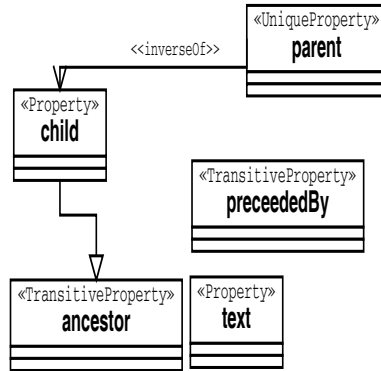 «UniqueProperty»
parent
<<inverseOf>>
«Property»
child
«TransitiveProperty»
preceededBy
«TransitiveProperty»
ancestor
«Property»
text